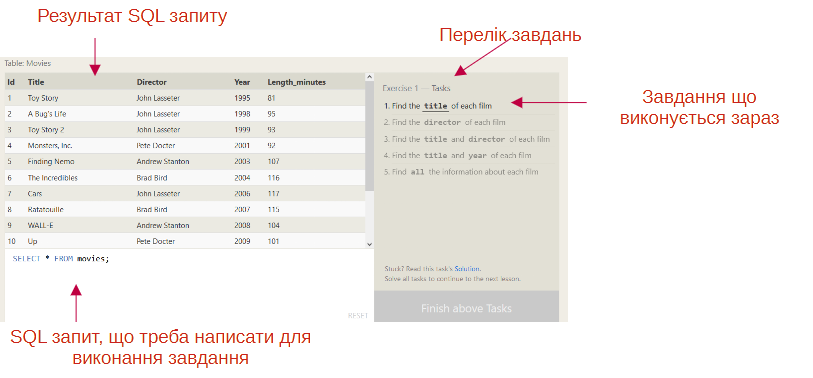 Результат SQL запиту
Перелік завдань
Table: Movies
Id Title Director Year Length_minutes
1 Toy Story John Lasseter 1995 81
2 A Bug's Life John Lasseter 1998 95
3 Toy Story 2 John Lasseter 1999 93
4 Monsters, Inc. Pete Docter 2001 92
5 Finding Nemo Andrew Stanton 2003 107
6 The Incredibles Brad Bird 2004 116
7 Cars John Lasseter 2006 117
8 Ratatouille Brad Bird 2007 115
9 WALL-E Andrew Stanton 2008 104
10 Up Pete Docter 2009 101
SELECT * FROM movies;
RESET
Exercise 1 — Tasks
1. Find the title of each film
2. Find the director of each film
3. Find the title and director of each film
4. Find the title and year of each film
5. Find all the information about each film
Stuck? Read this task's Solution.
Solve all tasks to continue to the next lesson.
Finish above Tasks
Завдання що
виконується зараз
SQL запит, що треба написати для
виконання завдання